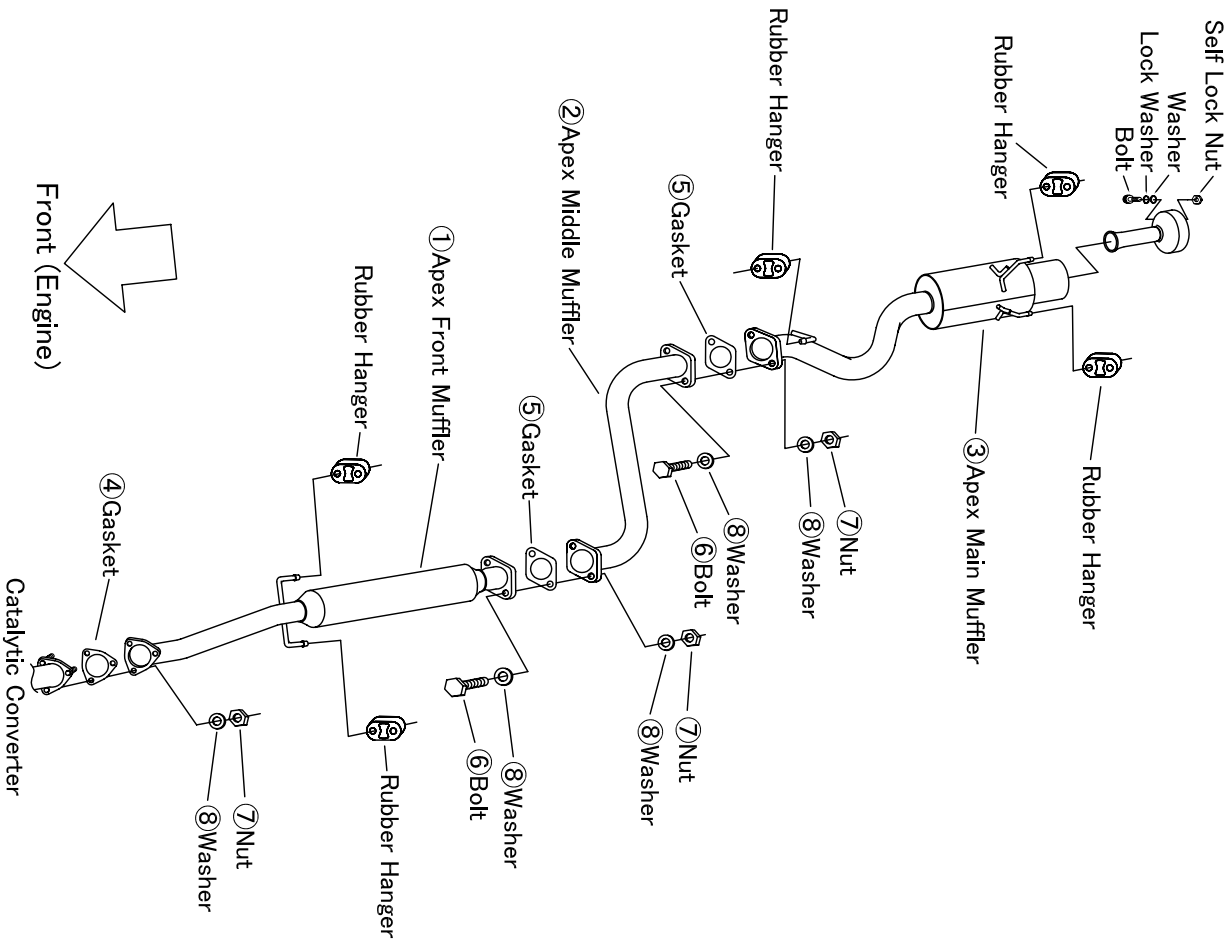 Self Lock Nut
Washer
Lock Washer
Bolt
Rubber Hanger
Rubber Hanger
③Apex Main Muffler
Rubber Hanger
⑦Nut
⑧Washer
⑤Gasket
②Apex Middle Muffler
⑧Washer
⑥Bolt
⑤Gasket
①Apex Front Muffler
⑦Nut
⑧Washer
Rubber Hanger
⑧Washer
⑥Bolt
Rubber Hanger
④Gasket
⑦Nut
⑧Washer
Catalytic Converter
Front (Engine)